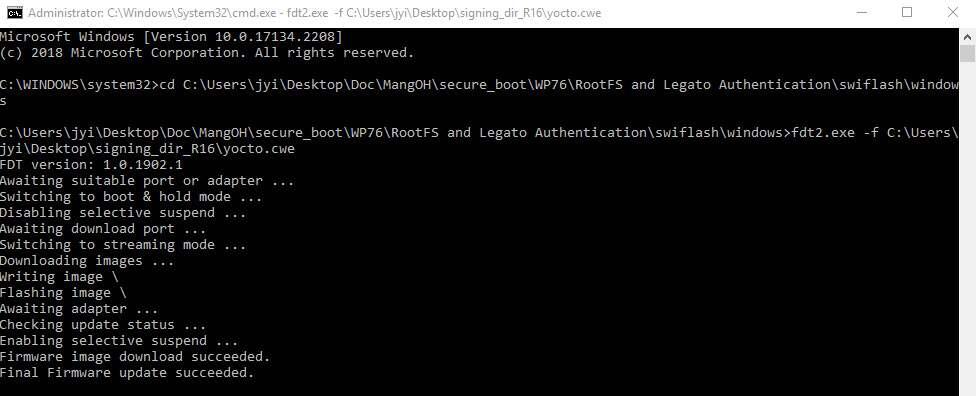 Administrator: C:\Windows\System32\cmd.exe - fdt2.exe  -f C:\Users\jyi\Desktop\signing_dir_R16\yocto.cwe
Microsoft Windows [Version 10.0.17134.2208]
(c) 2018 Microsoft Corporation. All rights reserved.
C:\WINDOWS\system32>cd C:\Users\jyi\Desktop\Doc\MangOH\secure_boot\WP76\RootFS and Legato Authentication\swiflash\window
s
C:\Users\jyi\Desktop\Doc\MangOH\secure_boot\WP76\RootFS and Legato Authentication\swiflash\windows>fdt2.exe -f C:\Users\
jyi\Desktop\signing_dir_R16\yocto.cwe
FDT version: 1.0.1902.1
Awaiting suitable port or adapter ...
Switching to boot & hold mode ...
Disabling selective suspend ...
Awaiting download port ...
Switching to streaming mode ...
Downloading images ...
Writing image \
Flashing image \
Awaiting adapter ...
Checking update status ...
Enabling selective suspend ...
Firmware image download succeeded.
Final Firmware update succeeded.